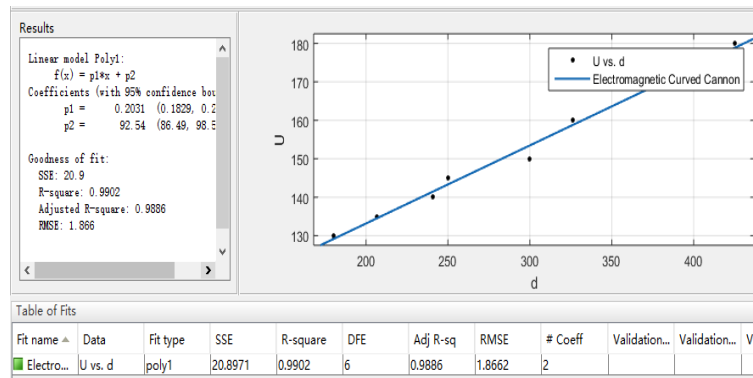 Results
Linear model Poly1:
f(x) = p1*x + p2
Coefficients (with 95% confidence bou
p1 = 0.2031 (0.1829, 0.2
p2 = 92.54 (86.49, 98.5
Goodness of fit:
SSE: 20.9
R-square: 0.9902
Adjusted R-square: 0.9886
RMSE: 1.866
180
170
160
150
140
130
U
200 250 300 350 400
d
U vs. d
Electromagnetic Curved Cannon
Table of Fits
Fit name Data Fit type SSE R-square DFE Adj R-sq RMSE # Coeff Validation... Validation... V
Electro... U vs. d poly1 20.8971 0.9902 6 0.9886 1.8662 2